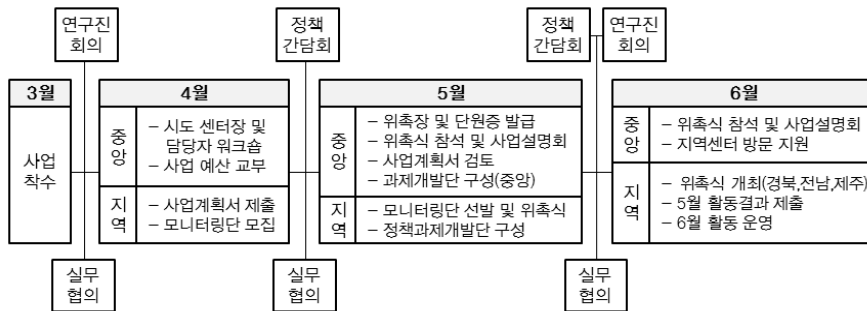 연구진
회의
정책
간담회
정책
간담회
연구진
회의
3월
사업
착수
4월
중
앙
– 시도 센터장 및
담당자 워크숍
– 사업 예산 교부
지
역
– 사업계획서 제출
– 모니터링단 모집
5월
중
앙
– 위촉장 및 단원증 발급
– 위촉식 참석 및 사업설명회
– 사업계획서 검토
– 과제개발단 구성(중앙)
지
역
– 모니터링단 선발 및 위촉식
– 정책과제개발단 구성
6월
중
앙
– 위촉식 참석 및 사업설명회
– 지역센터 방문 지원
지
역
– 위촉식 개최(경북,전남,제주)
– 5월 활동결과 제출
– 6월 활동 운영
실무
협의
실무
협의
실무
협의